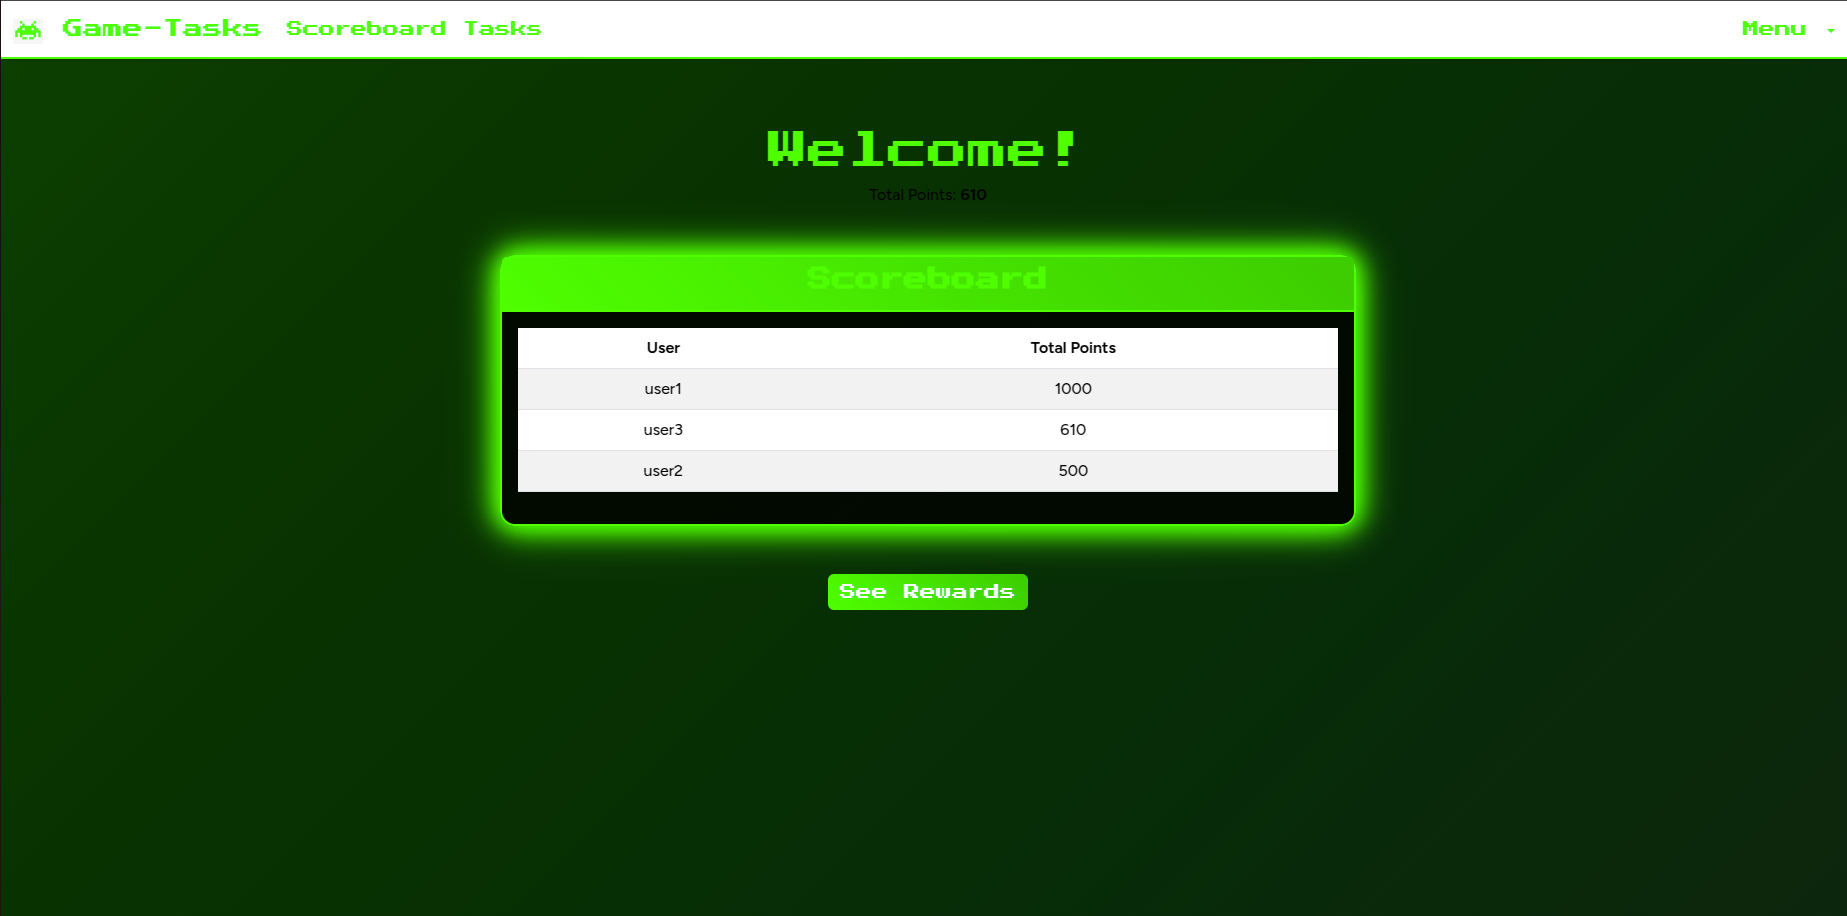 Game-Tasks Scoreboard Tasks Menu
Welcome!
Total Points: 610
Scoreboard
User Total Points
user1 1000
user3 610
user2 500
See Rewards